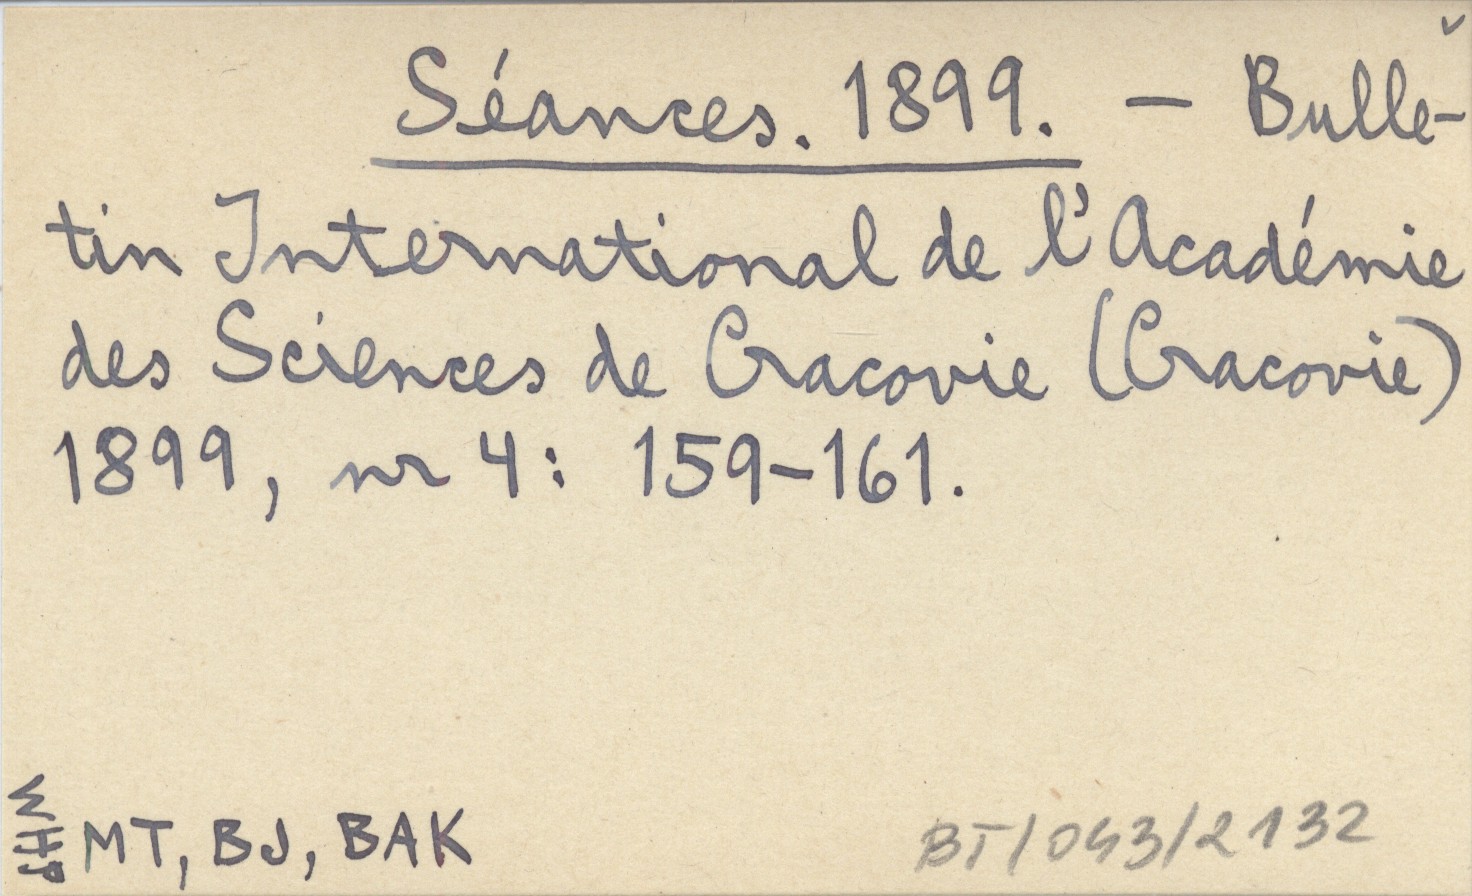 Séances. 1899. — Bulle-
tin International de l'Académie
des Sciences de Cracovie (Cracovie)
1899, nr 4: 159-161.
WHP
MT, BJ, BAK
BT/043/2132